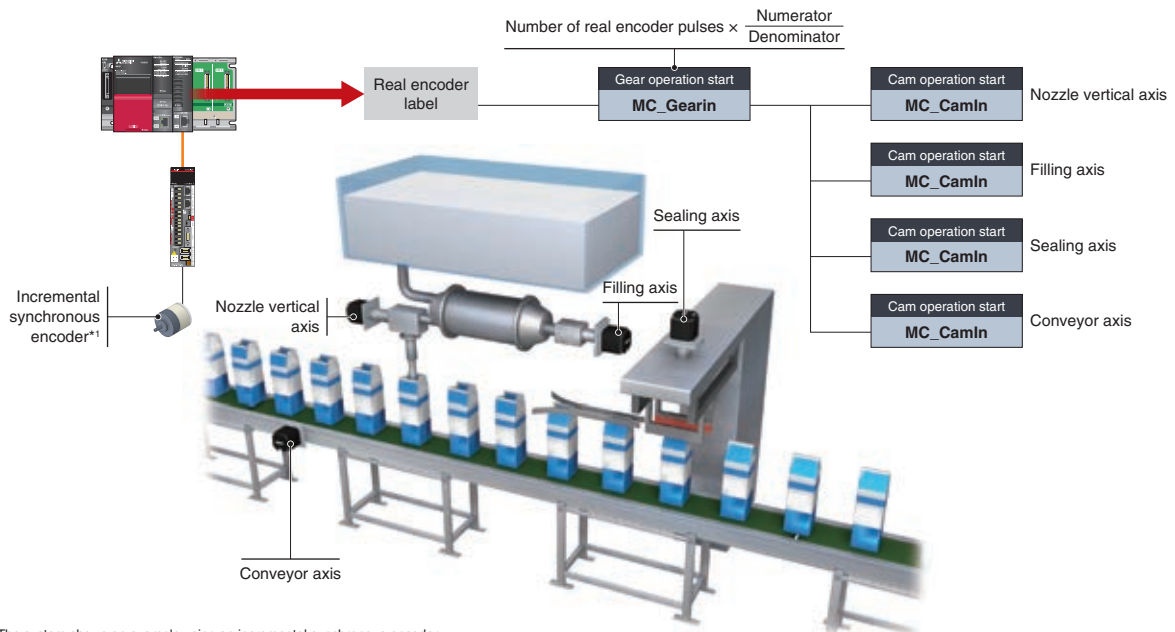 Number of real encoder pulses × Numerator
Denominator
Real encoder
label
Gear operation start
MC_Gearin
Cam operation start
MC_CamIn
Nozzle vertical axis
Cam operation start
MC_CamIn
Filling axis
Cam operation start
MC_CamIn
Sealing axis
Cam operation start
MC_CamIn
Conveyor axis
Sealing axis
Filling axis
Nozzle vertical
axis
Incremental
synchronous
encoder*1
Conveyor axis